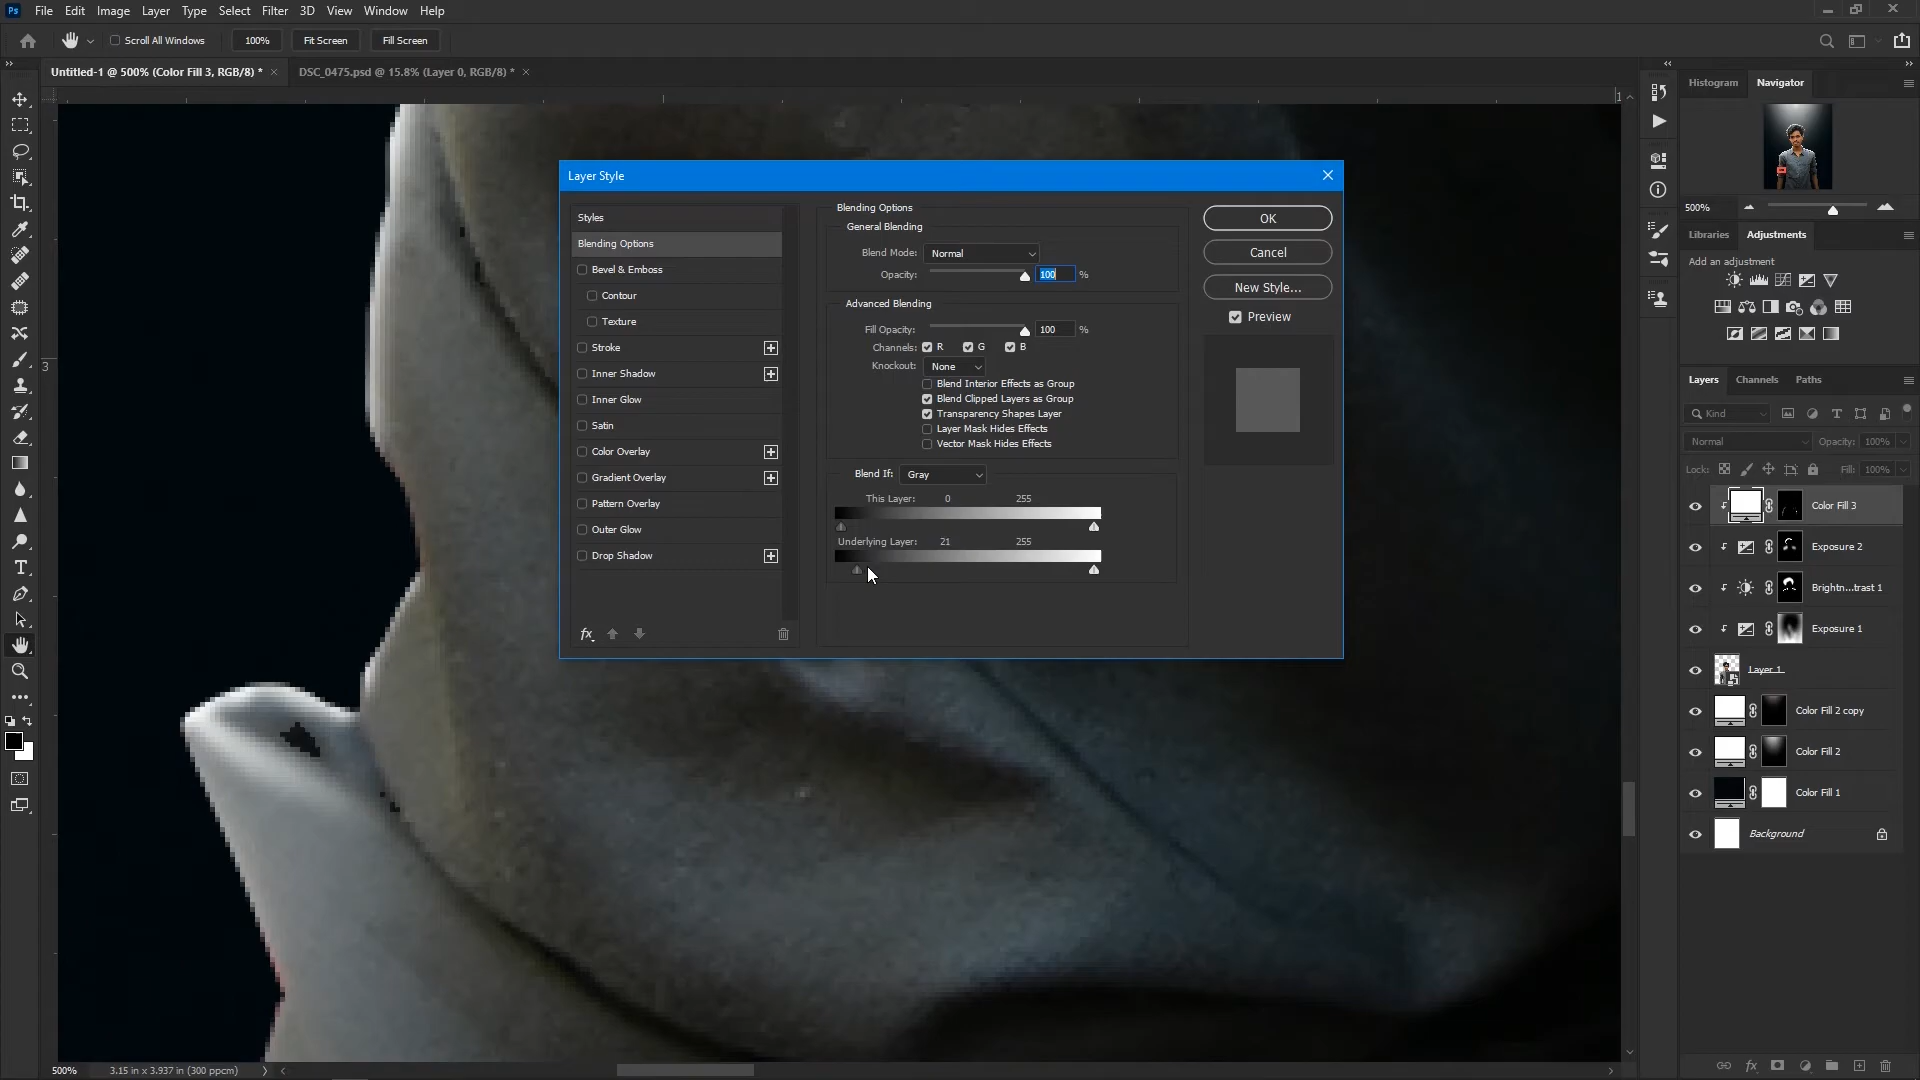 Ps File Edit Image Layer Type Select Filter 3D View Window Help
Scroll All Windows 100% Fit Screen Fill Screen
Untitled-1 @ 500% (Color Fill 3, RGB/8) * × DSC_0475.psd @ 15.8% (Layer 0, RGB/8) * ×
Histogram Navigator
500%
Libraries Adjustments
Add an adjustment
Layers Channels Paths
Kind
Normal Opacity: 100%
Lock: Fill: 100%
Color Fill 3
Exposure 2
Brightn...trast 1
Exposure 1
Layer 1
Color Fill 2 copy
Color Fill 2
Color Fill 1
Background
3
1
Layer Style
Styles
Blending Options
Bevel & Emboss
Contour
Texture
Stroke
Inner Shadow
Inner Glow
Satin
Color Overlay
Gradient Overlay
Pattern Overlay
Outer Glow
Drop Shadow
fx
Blending Options
General Blending
Blend Mode: Normal
Opacity: 100 %
Advanced Blending
Fill Opacity: 100 %
Channels: R G B
Knockout: None
Blend Interior Effects as Group
Blend Clipped Layers as Group
Transparency Shapes Layer
Layer Mask Hides Effects
Vector Mask Hides Effects
Blend If: Gray
This Layer: 0 255
Underlying Layer: 21 255
OK
Cancel
New Style...
Preview
500% 3.15 in x 3.937 in (300 ppcm)
fx